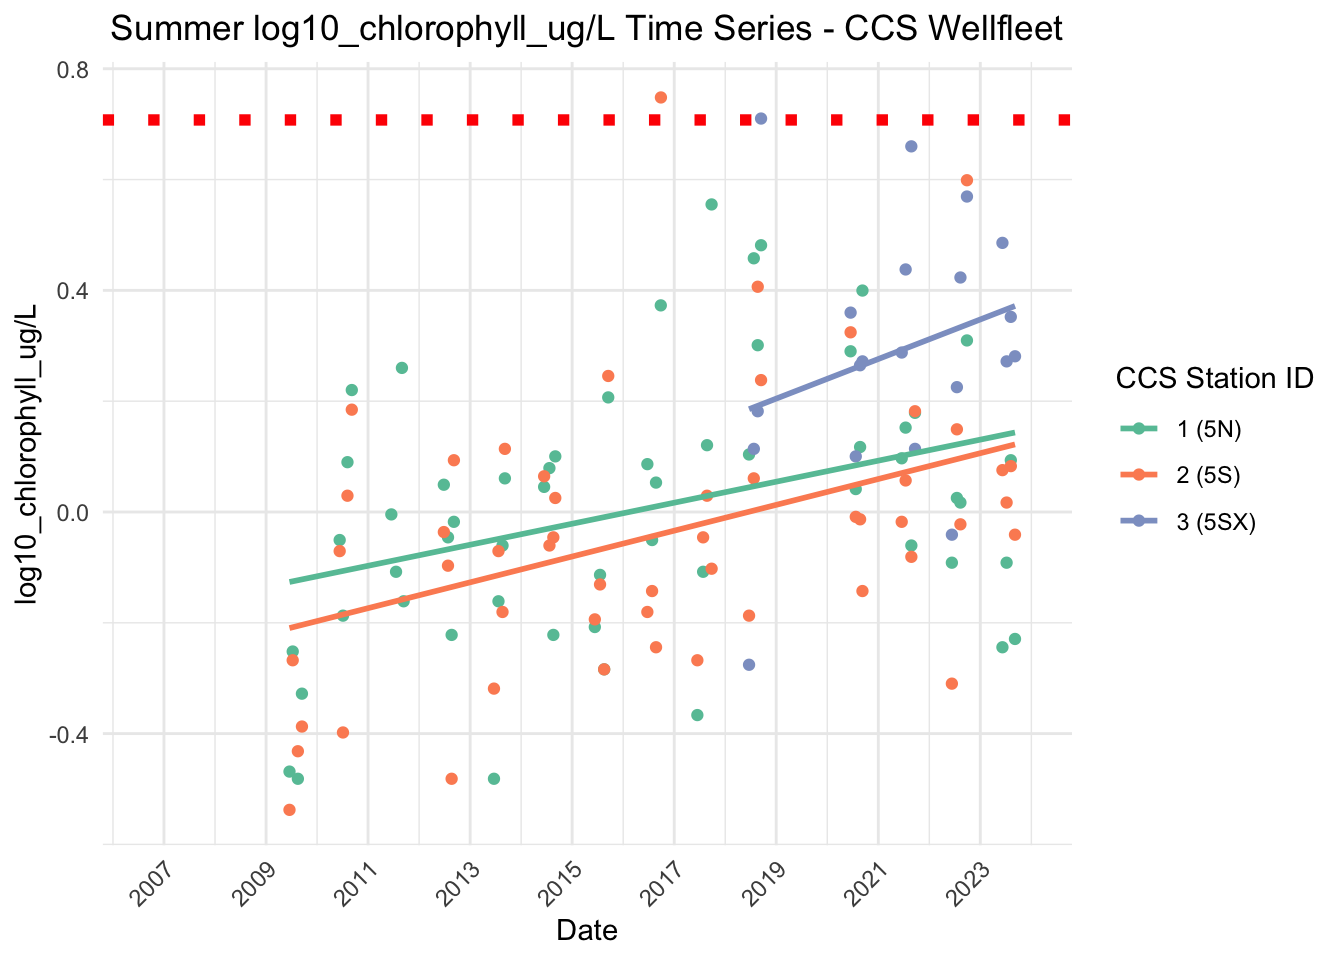 Summer log10_chlorophyll_ug/L Time Series - CCS Wellfleet
0.8
0.4
0.0
-0.4
log10_chlorophyll_ug/L
2007
2009
2011
2013
2015
2017
2019
2021
2023
Date
CCS Station ID
1 (5N)
2 (5S)
3 (5SX)